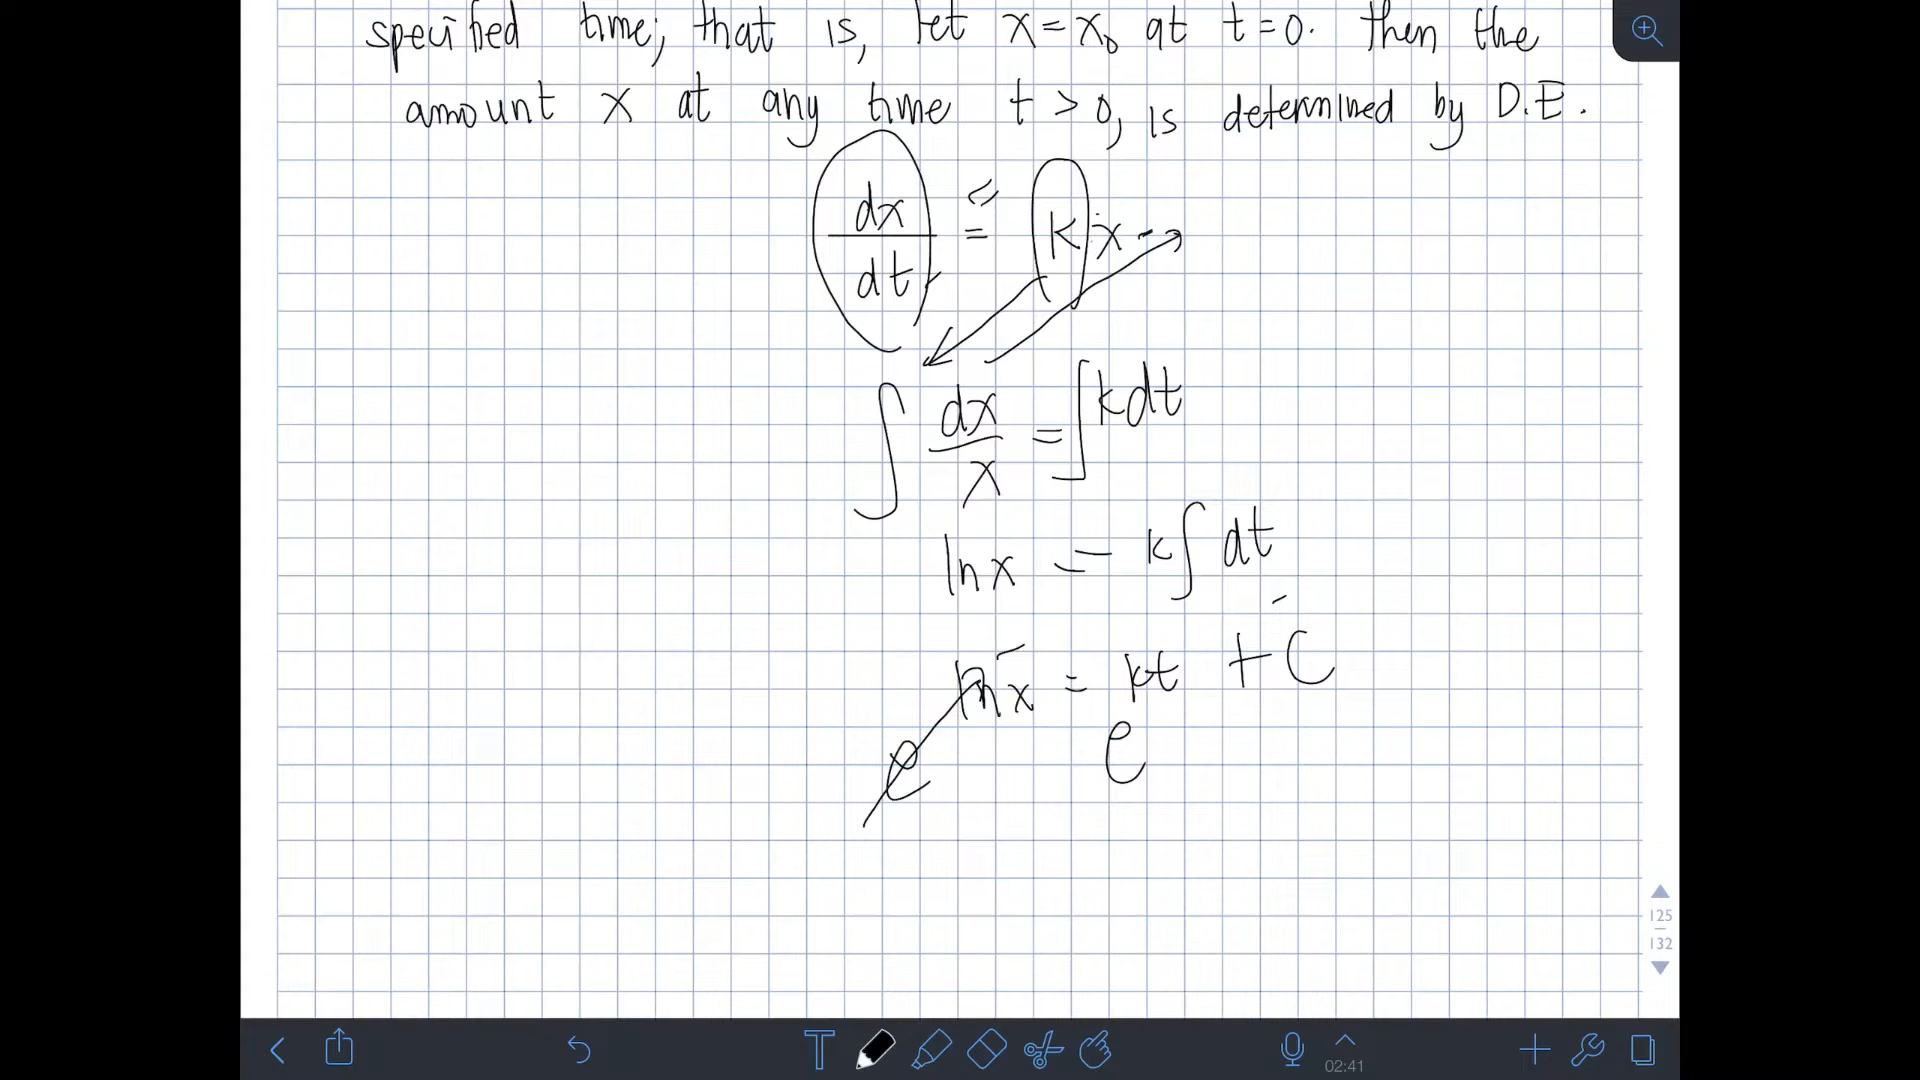 specified time; that is, let x = x₀ at t = 0. Then the
amount x at any time t > 0, is determined by D.E.
dx/dt = kx
∫ dx/x = ∫ k dt
ln x = k ∫ dt
ln x = kt + C
e e
125
132
T
02:41